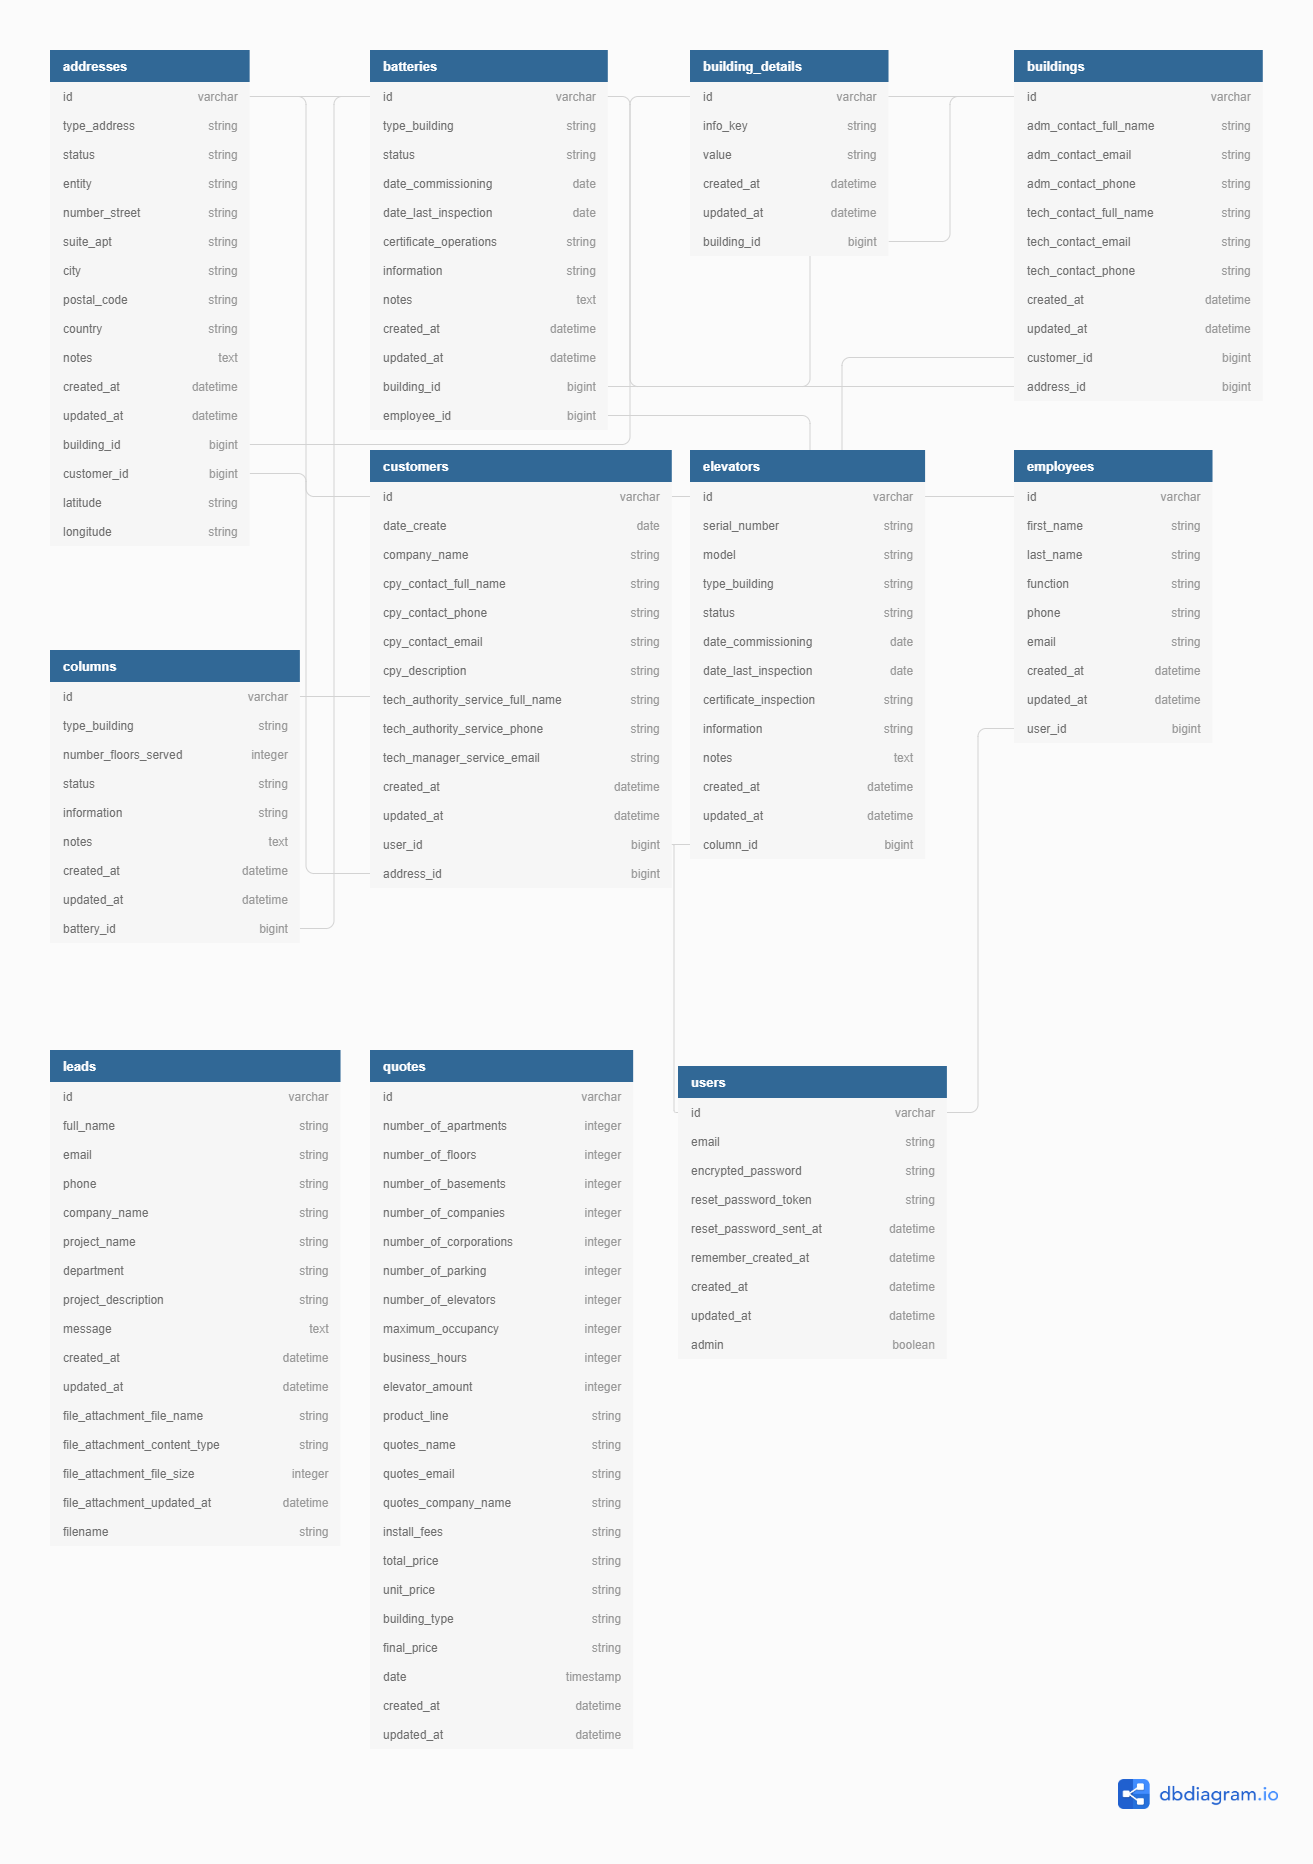 addresses
id varchar
type_address string
status string
entity string
number_street string
suite_apt string
city string
postal_code string
country string
notes text
created_at datetime
updated_at datetime
building_id bigint
customer_id bigint
latitude string
longitude string
batteries
id varchar
type_building string
status string
date_commissioning date
date_last_inspection date
certificate_operations string
information string
notes text
created_at datetime
updated_at datetime
building_id bigint
employee_id bigint
building_details
id varchar
info_key string
value string
created_at datetime
updated_at datetime
building_id bigint
buildings
id varchar
adm_contact_full_name string
adm_contact_email string
adm_contact_phone string
tech_contact_full_name string
tech_contact_email string
tech_contact_phone string
created_at datetime
updated_at datetime
customer_id bigint
address_id bigint
customers
id varchar
date_create date
company_name string
cpy_contact_full_name string
cpy_contact_phone string
cpy_contact_email string
cpy_description string
tech_authority_service_full_name string
tech_authority_service_phone string
tech_manager_service_email string
created_at datetime
updated_at datetime
user_id bigint
address_id bigint
elevators
id varchar
serial_number string
model string
type_building string
status string
date_commissioning date
date_last_inspection date
certificate_inspection string
information string
notes text
created_at datetime
updated_at datetime
column_id bigint
employees
id varchar
first_name string
last_name string
function string
phone string
email string
created_at datetime
updated_at datetime
user_id bigint
columns
id varchar
type_building string
number_floors_served integer
status string
information string
notes text
created_at datetime
updated_at datetime
battery_id bigint
leads
id varchar
full_name string
email string
phone string
company_name string
project_name string
department string
project_description string
message text
created_at datetime
updated_at datetime
file_attachment_file_name string
file_attachment_content_type string
file_attachment_file_size integer
file_attachment_updated_at datetime
filename string
quotes
id varchar
number_of_apartments integer
number_of_floors integer
number_of_basements integer
number_of_companies integer
number_of_corporations integer
number_of_parking integer
number_of_elevators integer
maximum_occupancy integer
business_hours integer
elevator_amount integer
product_line string
quotes_name string
quotes_email string
quotes_company_name string
install_fees string
total_price string
unit_price string
building_type string
final_price string
date timestamp
created_at datetime
updated_at datetime
users
id varchar
email string
encrypted_password string
reset_password_token string
reset_password_sent_at datetime
remember_created_at datetime
created_at datetime
updated_at datetime
admin boolean
dbdiagram.io